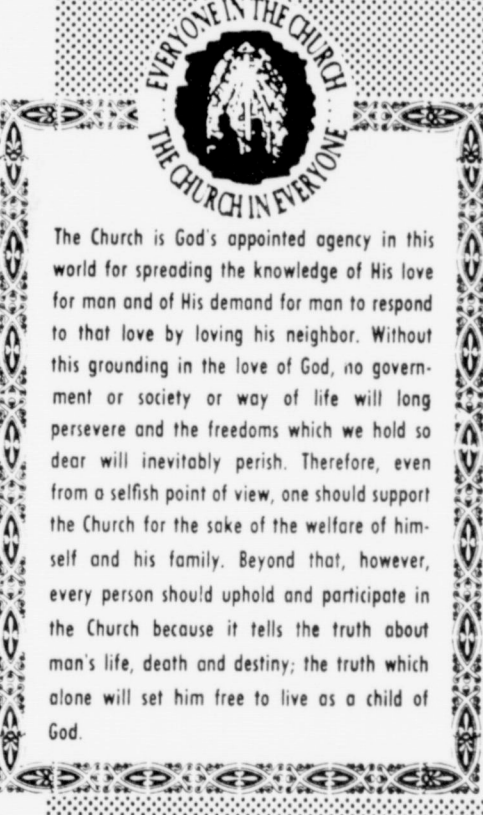 EVERYONE IN THE CHURCH
THE CHURCH IN EVERYONE
The Church is God's appointed agency in this
world for spreading the knowledge of His love
for man and of His demand for man to respond
to that love by loving his neighbor. Without
this grounding in the love of God, no govern-
ment or society or way of life will long
persevere and the freedoms which we hold so
dear will inevitably perish. Therefore, even
from a selfish point of view, one should support
the Church for the sake of the welfare of him-
self and his family. Beyond that, however,
every person should uphold and participate in
the Church because it tells the truth about
man's life, death and destiny; the truth which
alone will set him free to live as a child of
God.